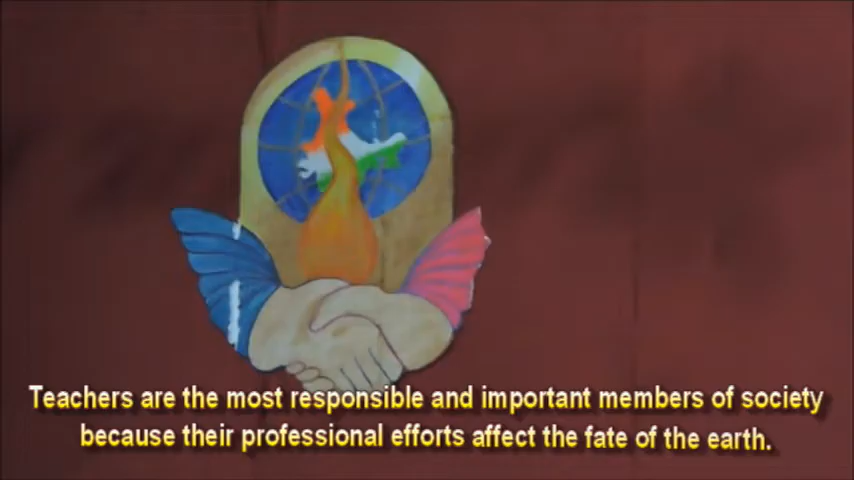 Teachers are the most responsible and important members of society
because their professional efforts affect the fate of the earth.